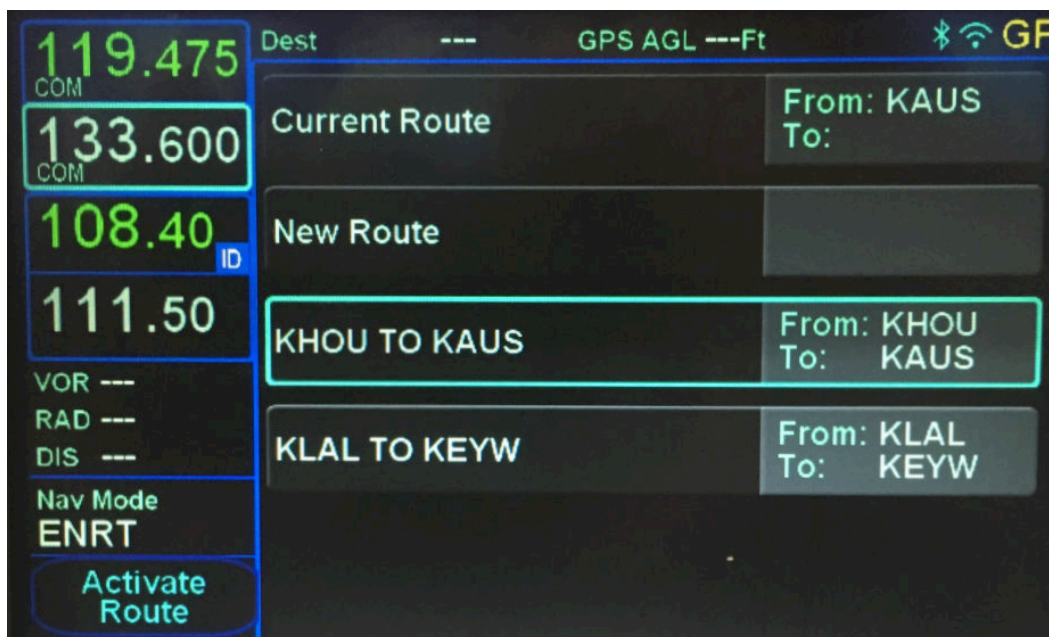 119.475
COM
133.600
COM
108.40
ID
111.50
VOR ---
RAD ---
DIS ---
Nav Mode
ENRT
Activate
Route
Dest --- GPS AGL ---Ft
Current Route
From: KAUS
To:
New Route
KHOU TO KAUS
From: KHOU
To: KAUS
KLAL TO KEYW
From: KLAL
To: KEYW